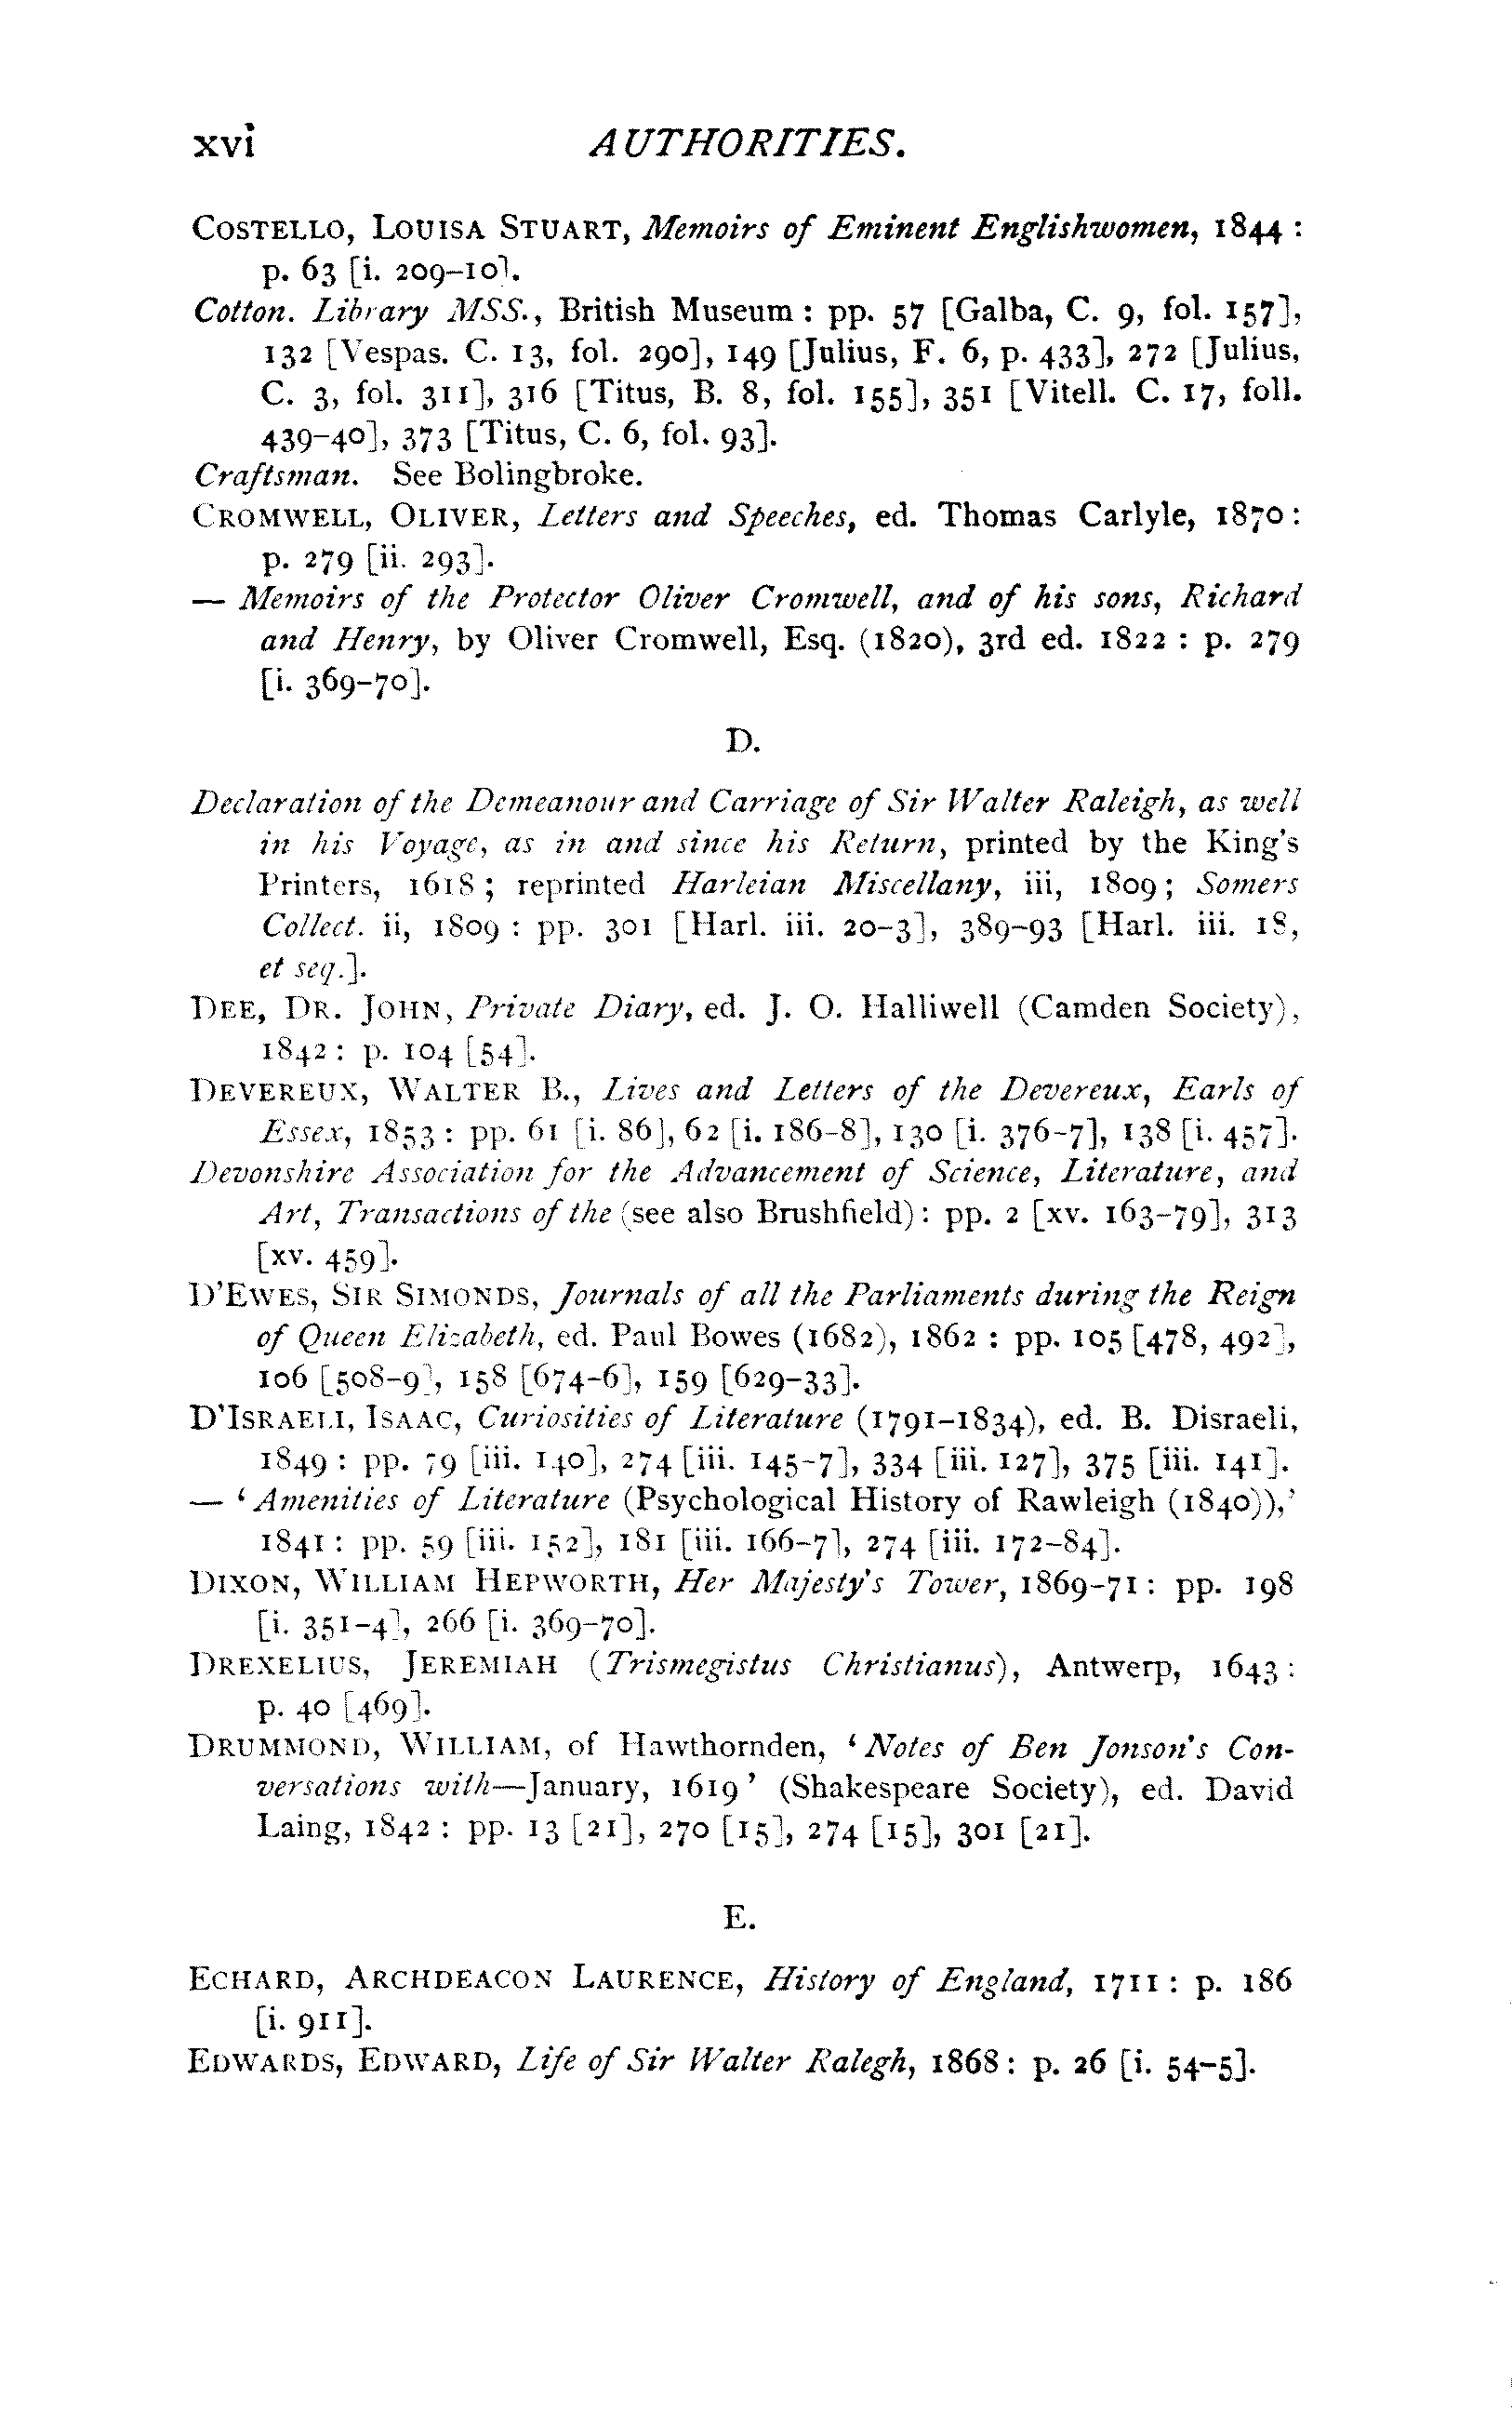 xvi AUTHORITIES.
COSTELLO, LOUISA STUART, Memoirs of Eminent Englishwomen, 1844 :
p. 63 [i. 209–10].
Cotton. Library MSS., British Museum : pp. 57 [Galba, C. 9, fol. 157],
132 [Vespas. C. 13, fol. 290], 149 [Julius, F. 6, p. 433], 272 [Julius,
C. 3, fol. 311], 316 [Titus, B. 8, fol. 155], 351 [Vitell. C. 17, foll.
439–40], 373 [Titus, C. 6, fol. 93].
Craftsman. See Bolingbroke.
CROMWELL, OLIVER, Letters and Speeches, ed. Thomas Carlyle, 1870 :
p. 279 [ii. 293].
— Memoirs of the Protector Oliver Cromwell, and of his sons, Richard
and Henry, by Oliver Cromwell, Esq. (1820), 3rd ed. 1822 : p. 279
[i. 369–70].
D.
Declaration of the Demeanour and Carriage of Sir Walter Raleigh, as well
in his Voyage, as in and since his Return, printed by the King's
Printers, 1618 ; reprinted Harleian Miscellany, iii, 1809 ; Somers
Collect. ii, 1809 : pp. 301 [Harl. iii. 20–3], 389–93 [Harl. iii. 18,
et seq.].
DEE, DR. JOHN, Private Diary, ed. J. O. Halliwell (Camden Society),
1842 : p. 104 [54].
DEVEREUX, WALTER B., Lives and Letters of the Devereux, Earls of
Essex, 1853 : pp. 61 [i. 86], 62 [i. 186–8], 130 [i. 376–7], 138 [i. 457].
Devonshire Association for the Advancement of Science, Literature, and
Art, Transactions of the (see also Brushfield) : pp. 2 [xv. 163–79], 313
[xv. 459].
D'EWES, SIR SIMONDS, Journals of all the Parliaments during the Reign
of Queen Elizabeth, ed. Paul Bowes (1682), 1862 : pp. 105 [478, 492],
106 [508–9], 158 [674–6], 159 [629–33].
D'ISRAELI, ISAAC, Curiosities of Literature (1791–1834), ed. B. Disraeli,
1849 : pp. 79 [iii. 140], 274 [iii. 145–7], 334 [iii. 127], 375 [iii. 141].
— ‘Amenities of Literature (Psychological History of Rawleigh (1840)),’
1841 : pp. 59 [iii. 152], 181 [iii. 166–7], 274 [iii. 172–84].
DIXON, WILLIAM HEPWORTH, Her Majesty's Tower, 1869–71 : pp. 198
[i. 351–4], 266 [i. 369–70].
DREXELIUS, JEREMIAH (Trismegistus Christianus), Antwerp, 1643 :
p. 40 [469].
DRUMMOND, WILLIAM, of Hawthornden, ‘Notes of Ben Jonson's Con-
versations with—January, 1619’ (Shakespeare Society), ed. David
Laing, 1842 : pp. 13 [21], 270 [15], 274 [15], 301 [21].
E.
ECHARD, ARCHDEACON LAURENCE, History of England, 1711 : p. 186
[i. 911].
EDWARDS, EDWARD, Life of Sir Walter Ralegh, 1868 : p. 26 [i. 54–5].